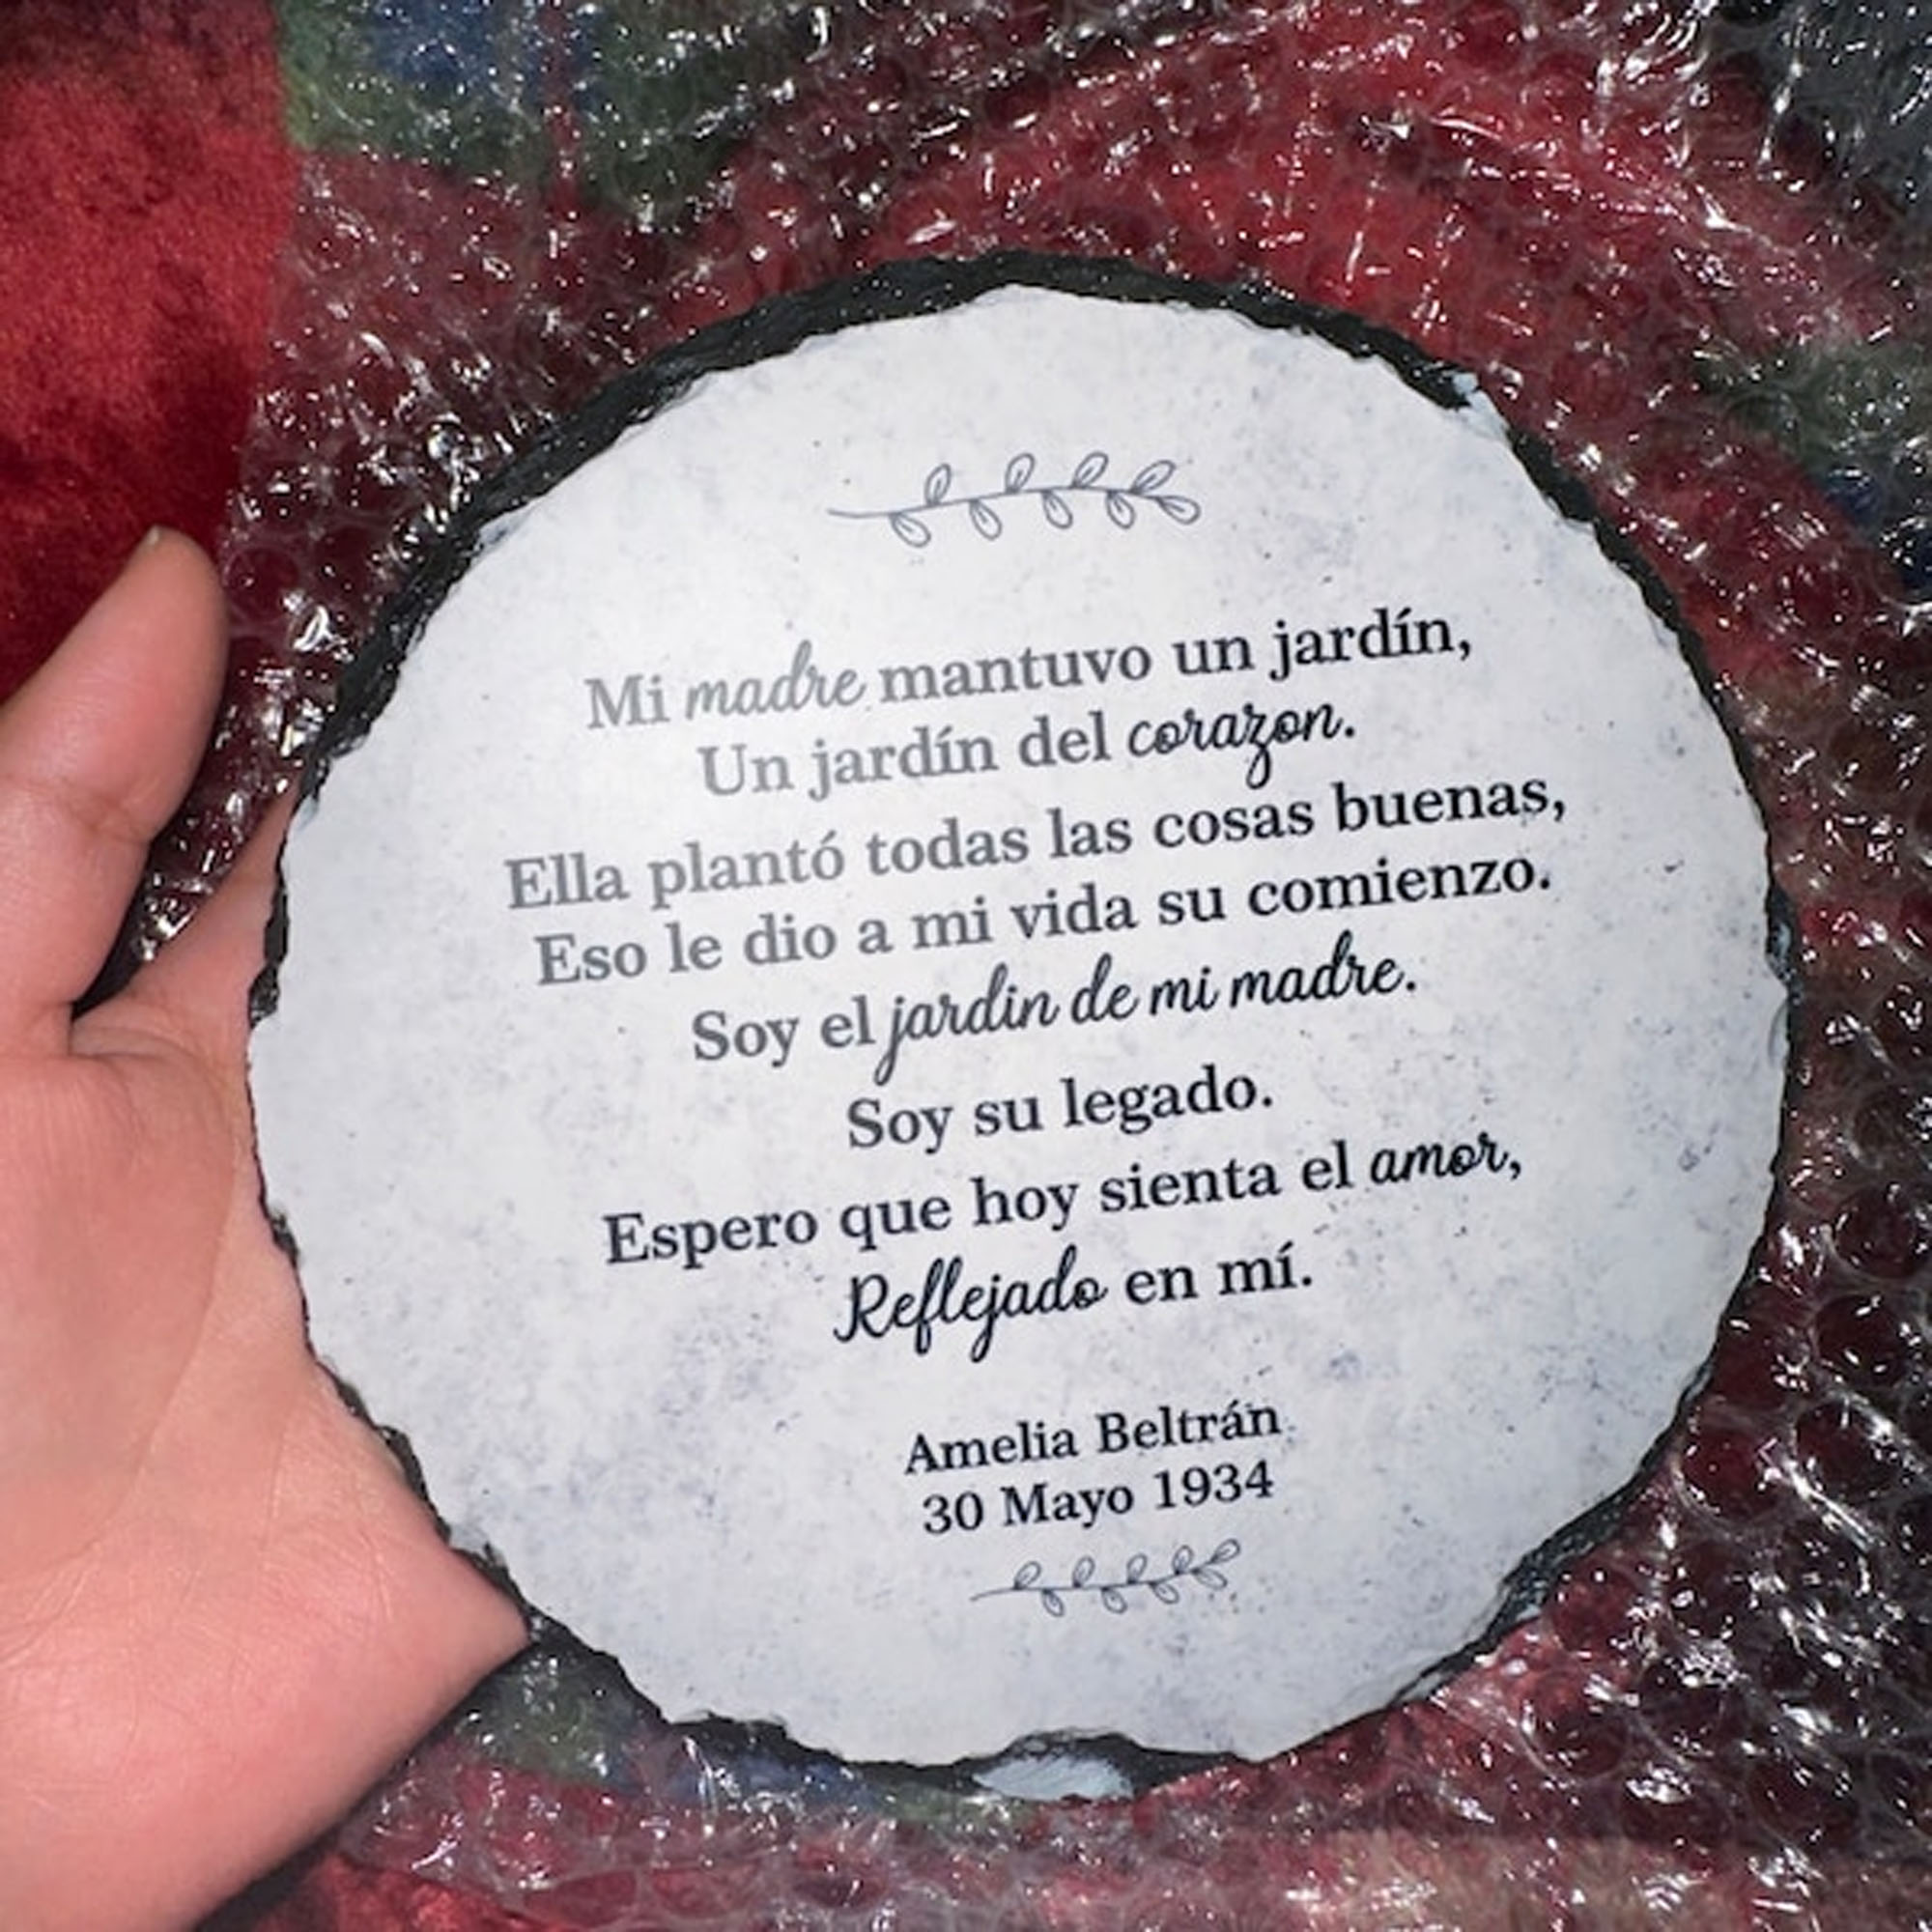 Mi madre mantuvo un jardín,
Un jardín del corazon.
Ella plantó todas las cosas buenas,
Eso le dio a mi vida su comienzo.
Soy el jardin de mi madre.
Soy su legado.
Espero que hoy sienta el amor,
Reflejado en mí.
Amelia Beltrán
30 Mayo 1934